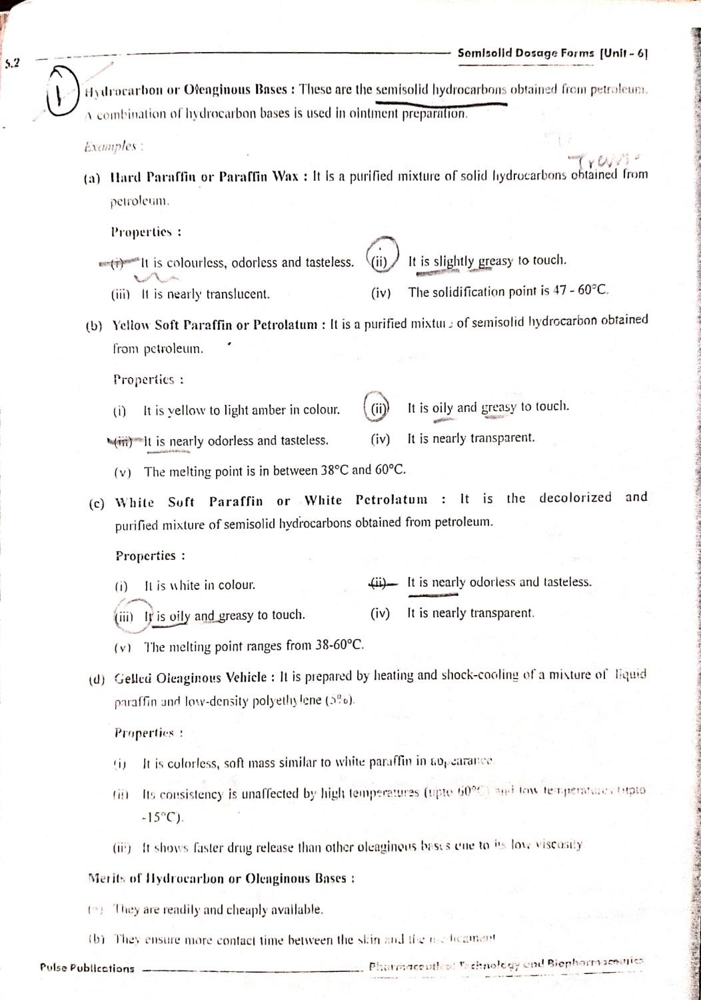 Semisolid Dosage Forms [Unit - 6]
5.2
1
Hydrocarbon or Oleaginous Bases : These are the semisolid hydrocarbons obtained from petroleum.
A combination of hydrocarbon bases is used in ointment preparation.
Examples :
Trans-
(a) Hard Paraffin or Paraffin Wax : It is a purified mixture of solid hydrocarbons obtained from
petroleum.
Properties :
(i) It is colourless, odorless and tasteless. (ii) It is slightly greasy to touch.
(iii) It is nearly translucent. (iv) The solidification point is 47 - 60°C.
(b) Yellow Soft Paraffin or Petrolatum : It is a purified mixture of semisolid hydrocarbon obtained
from petroleum.
Properties :
(i) It is yellow to light amber in colour. (ii) It is oily and greasy to touch.
(iii) It is nearly odorless and tasteless. (iv) It is nearly transparent.
(v) The melting point is in between 38°C and 60°C.
(c) White Soft Paraffin or White Petrolatum : It is the decolorized and
purified mixture of semisolid hydrocarbons obtained from petroleum.
Properties :
(i) It is white in colour. (ii) It is nearly odorless and tasteless.
(iii) It is oily and greasy to touch. (iv) It is nearly transparent.
(v) The melting point ranges from 38-60°C.
(d) Gelled Oleaginous Vehicle : It is prepared by heating and shock-cooling of a mixture of liquid
paraffin and low-density polyethylene (5%).
Properties :
(i) It is colorless, soft mass similar to white paraffin in appearance.
(ii) Its consistency is unaffected by high temperatures (upto 60°C) and low temperatures (upto
-15°C).
(iii) It shows faster drug release than other oleaginous bases due to its low viscosity
Merits of Hydrocarbon or Oleaginous Bases :
(a) They are readily and cheaply available.
(b) They ensure more contact time between the skin and the medicament
Pulse Publications Pharmaceutical Technology and Biopharmaceutics